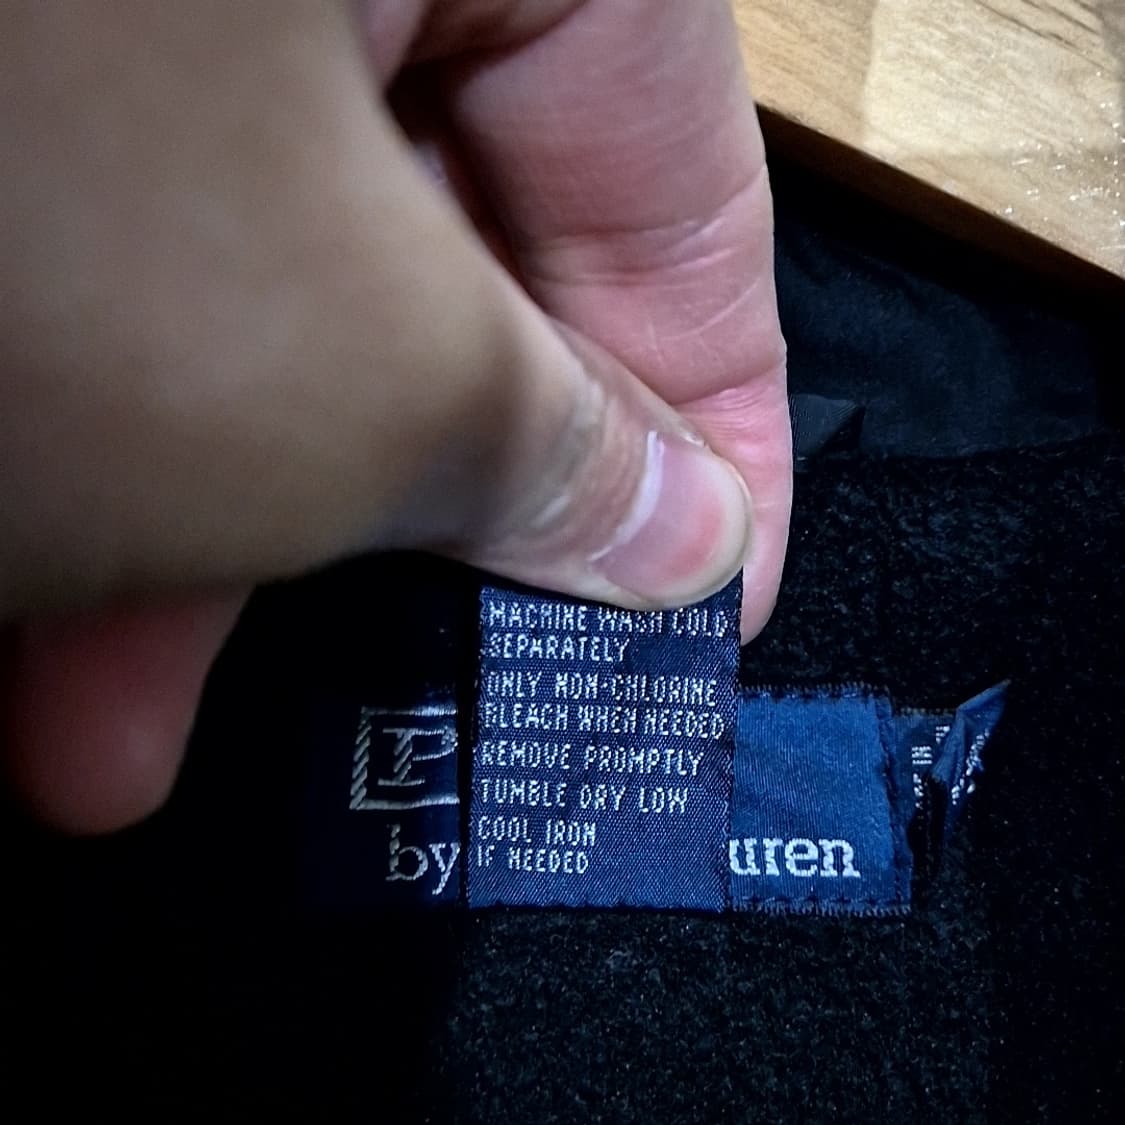 MACHINE WASH COLD
SEPARATELY
ONLY NON-CHLORINE
BLEACH WHEN NEEDED
REMOVE PROMPTLY
TUMBLE DRY LOW
COOL IRON
IF NEEDED
P
by uren
IN